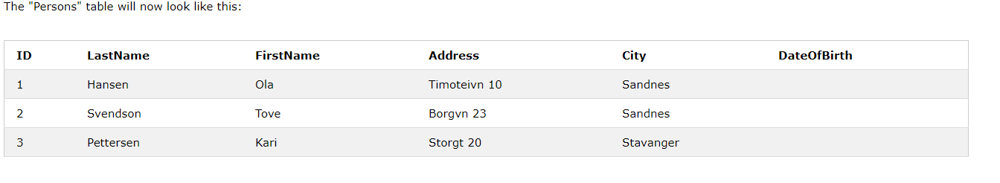 The "Persons" table will now look like this:
ID LastName FirstName Address City DateOfBirth
1 Hansen Ola Timoteivn 10 Sandnes
2 Svendson Tove Borgvn 23 Sandnes
3 Pettersen Kari Storgt 20 Stavanger